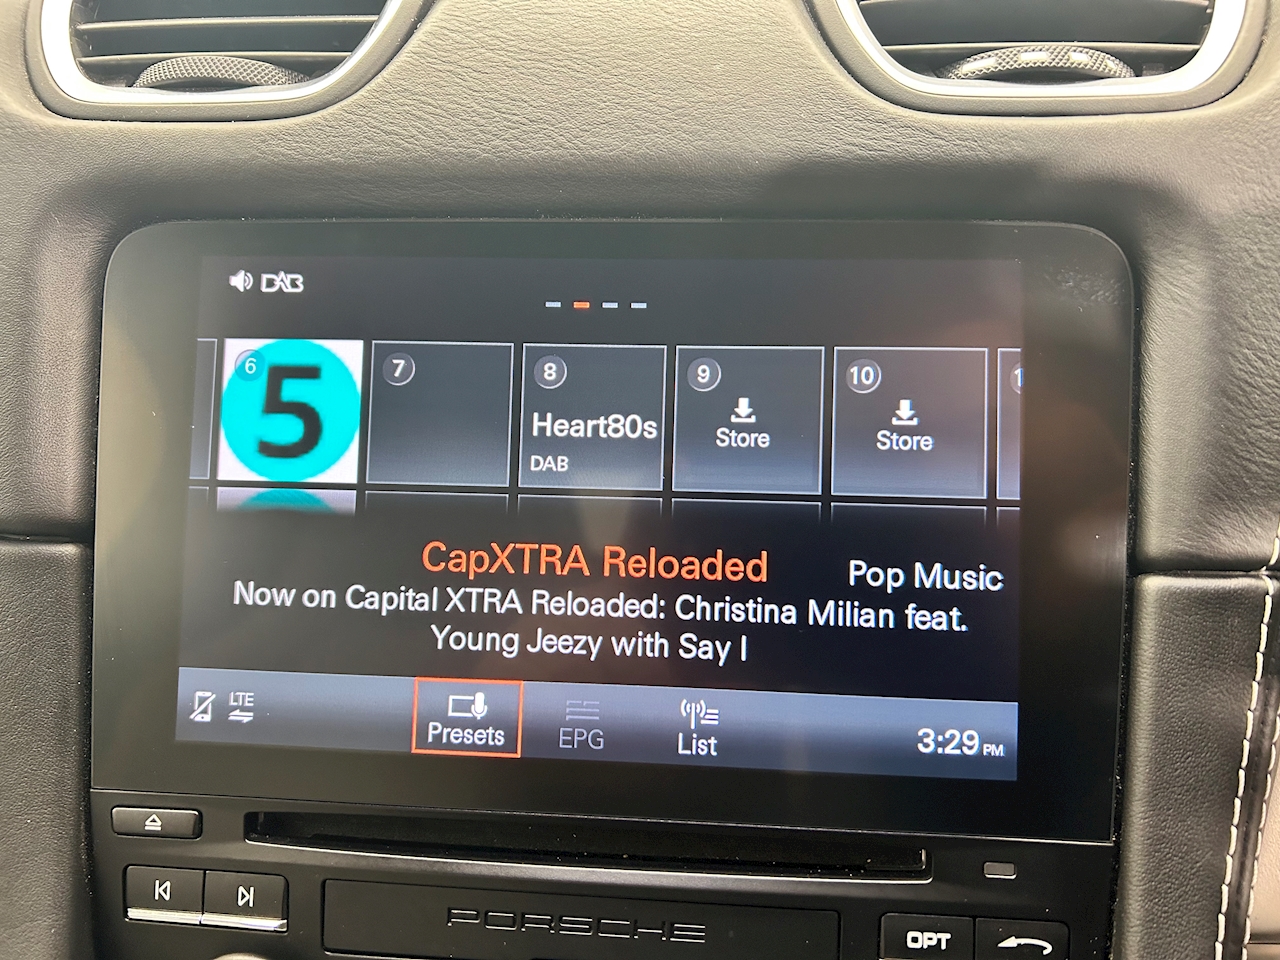 DAB
6
5
7
8
Heart80s
DAB
9
Store
10
Store
CapXTRA Reloaded
Pop Music
Now on Capital XTRA Reloaded: Christina Milian feat.
Young Jeezy with Say I
LTE
Presets
EPG
List
3:29 PM
PORSCHE
OPT